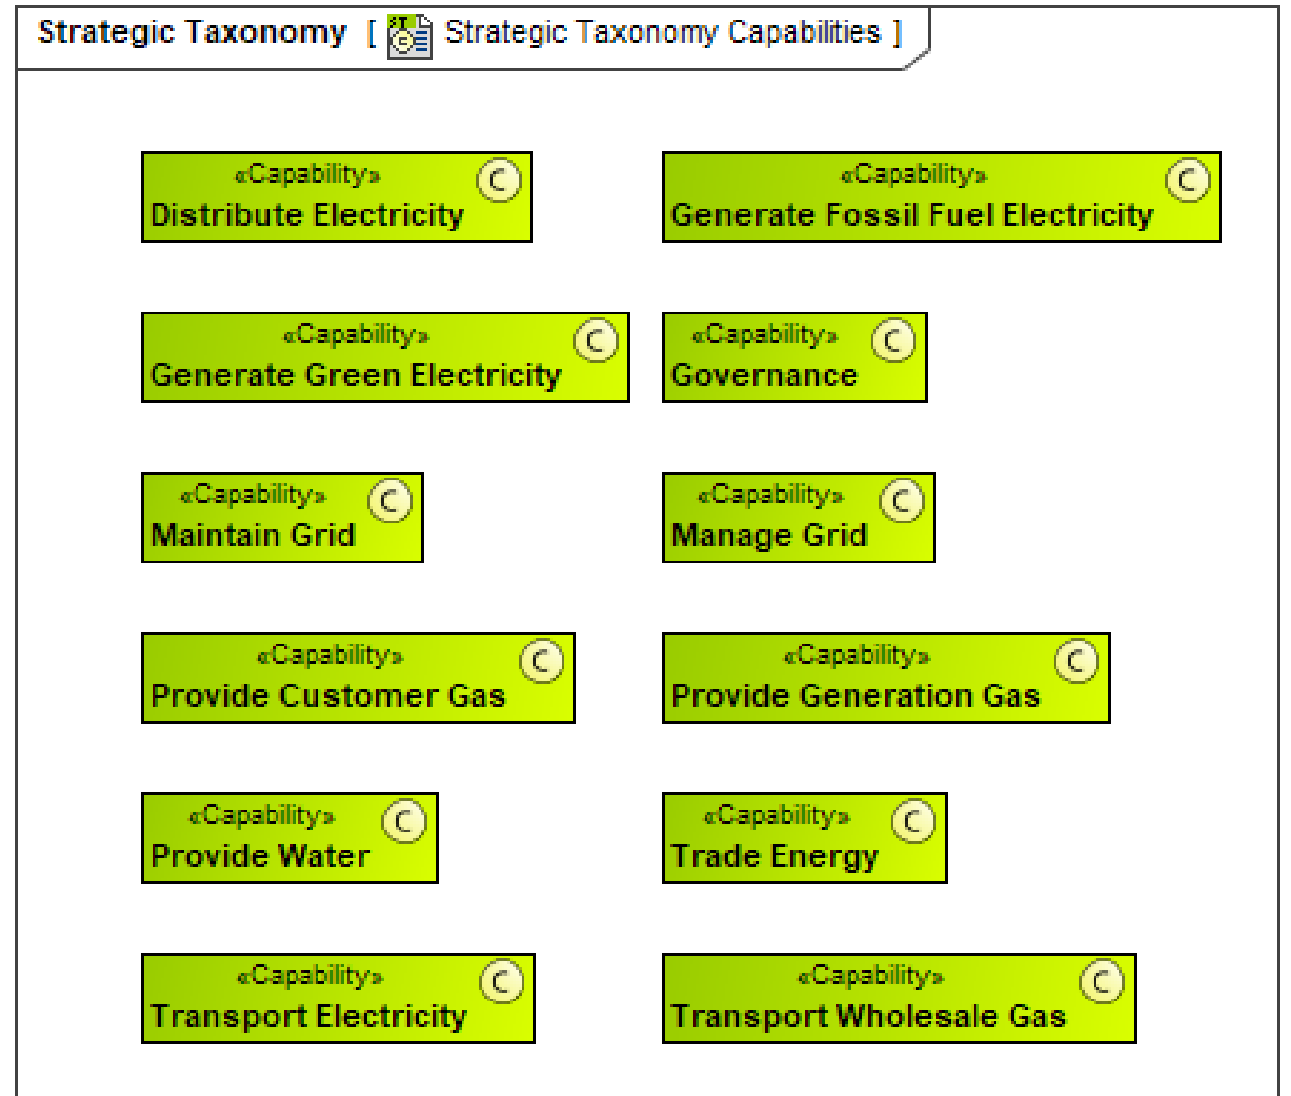 Strategic Taxonomy [ Strategic Taxonomy Capabilities ]
«Capability» C
Distribute Electricity
«Capability» C
Generate Fossil Fuel Electricity
«Capability» C
Generate Green Electricity
«Capability» C
Governance
«Capability» C
Maintain Grid
«Capability» C
Manage Grid
«Capability» C
Provide Customer Gas
«Capability» C
Provide Generation Gas
«Capability» C
Provide Water
«Capability» C
Trade Energy
«Capability» C
Transport Electricity
«Capability» C
Transport Wholesale Gas